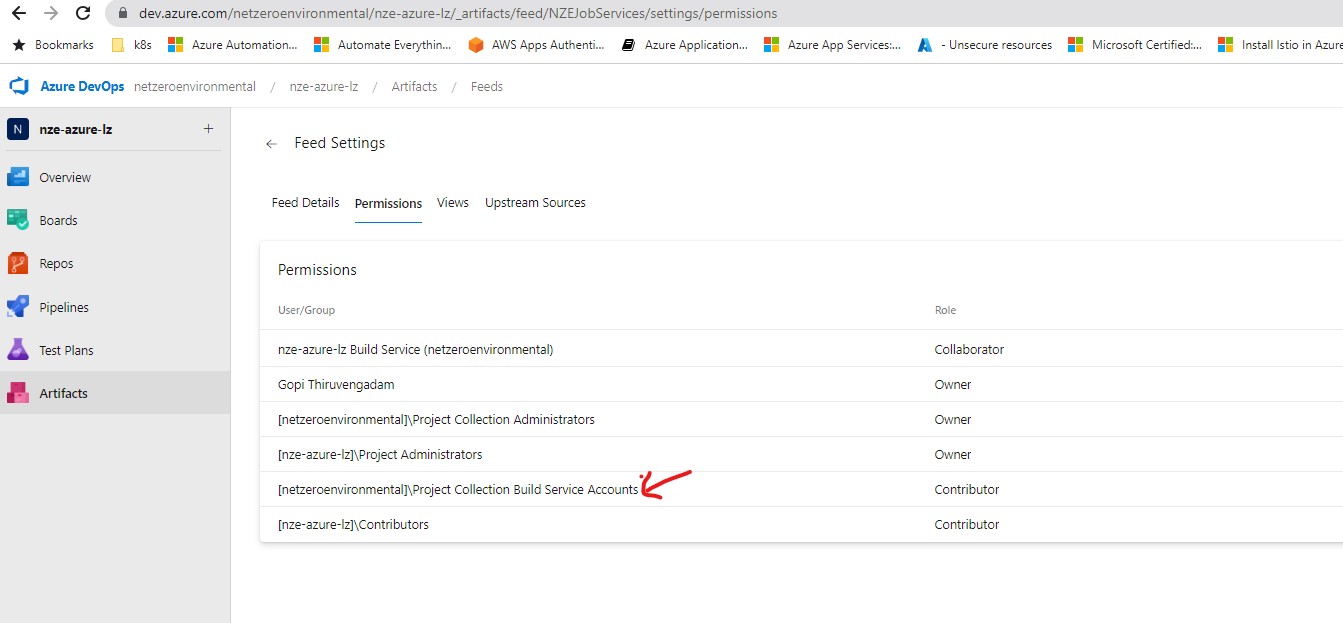 dev.azure.com/netzeroenvironmental/nze-azure-lz/_artifacts/feed/NZEJobServices/settings/permissions
Bookmarks k8s Azure Automation... Automate Everythin... AWS Apps Authenti... Azure Application... Azure App Services:... - Unsecure resources Microsoft Certified:... Install Istio in Azure
Azure DevOps netzeroenvironmental / nze-azure-lz / Artifacts / Feeds
N nze-azure-lz +
Overview
Boards
Repos
Pipelines
Test Plans
Artifacts
Feed Settings
Feed Details Permissions Views Upstream Sources
Permissions
User/Group Role
nze-azure-lz Build Service (netzeroenvironmental) Collaborator
Gopi Thiruvengadam Owner
[netzeroenvironmental]\Project Collection Administrators Owner
[nze-azure-lz]\Project Administrators Owner
[netzeroenvironmental]\Project Collection Build Service Accounts Contributor
[nze-azure-lz]\Contributors Contributor